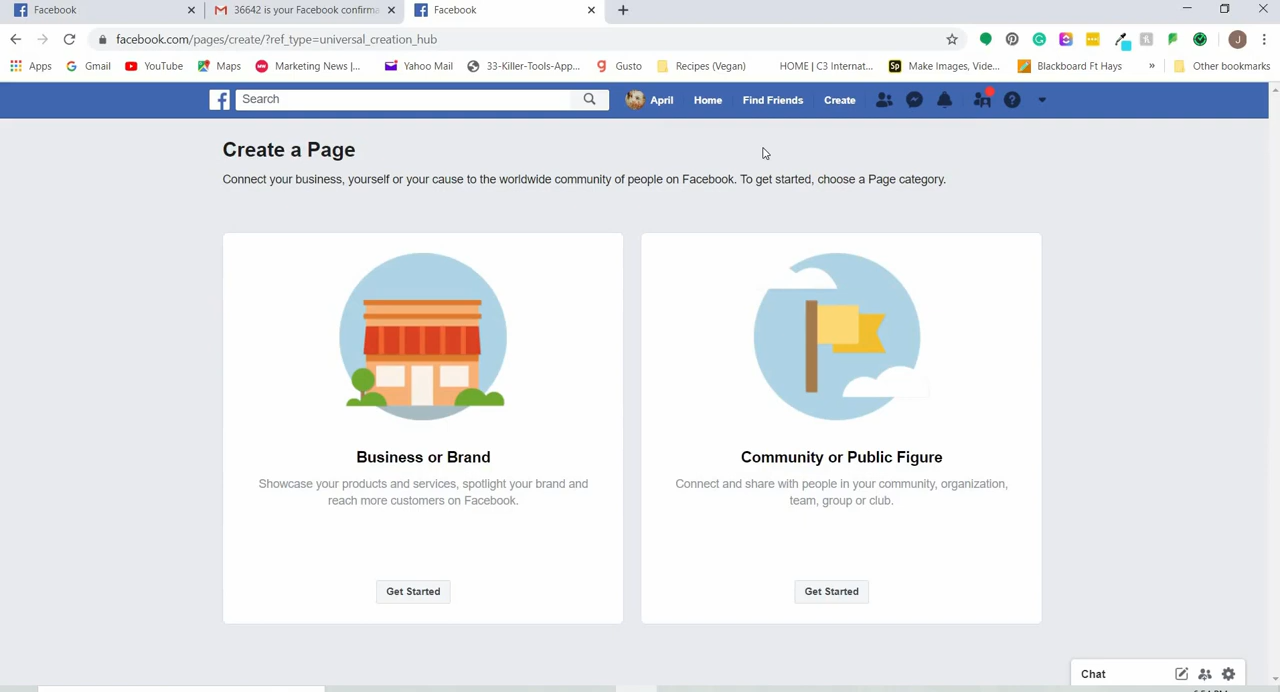 Facebook
36642 is your Facebook confirma
Facebook
facebook.com/pages/create/?ref_type=universal_creation_hub
Apps Gmail YouTube Maps Marketing News |... Yahoo Mail 33-Killer-Tools-App... Gusto Recipes (Vegan) HOME | C3 Internat... Make Images, Vide... Blackboard Ft Hays » Other bookmarks
Search April Home Find Friends Create
Create a Page
Connect your business, yourself or your cause to the worldwide community of people on Facebook. To get started, choose a Page category.
Business or Brand
Showcase your products and services, spotlight your brand and
reach more customers on Facebook.
Get Started
Community or Public Figure
Connect and share with people in your community, organization,
team, group or club.
Get Started
Chat